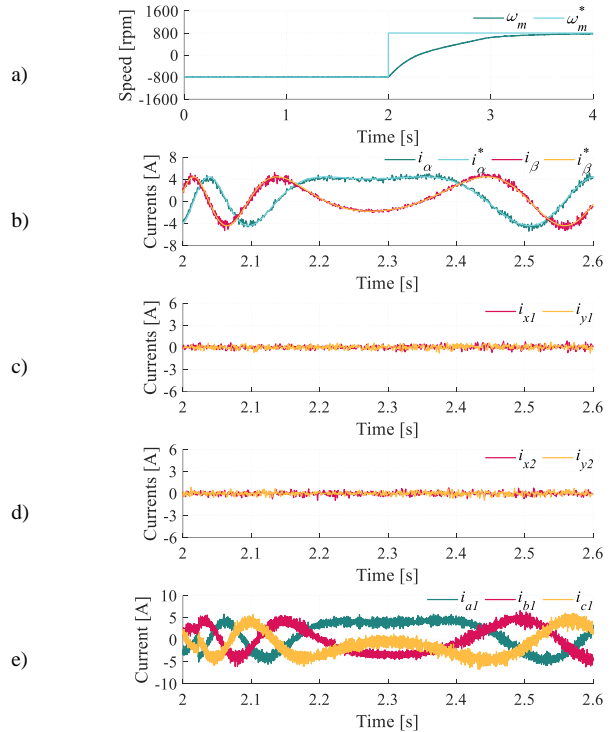 a)
Speed [rpm]
1600
800
0
-800
-1600
ω_m ω_m^*
0 1 2 3 4
Time [s]
b)
Currents [A]
8
4
0
-4
-8
i_α i_α^* i_β i_β^*
2 2.1 2.2 2.3 2.4 2.5 2.6
Time [s]
c)
Currents [A]
6
3
0
-3
-6
i_x1 i_y1
2 2.1 2.2 2.3 2.4 2.5 2.6
Time [s]
d)
Currents [A]
6
3
0
-3
-6
i_x2 i_y2
2 2.1 2.2 2.3 2.4 2.5 2.6
Time [s]
e)
Current [A]
10
5
0
-5
-10
i_a1 i_b1 i_c1
2 2.1 2.2 2.3 2.4 2.5 2.6
Time [s]